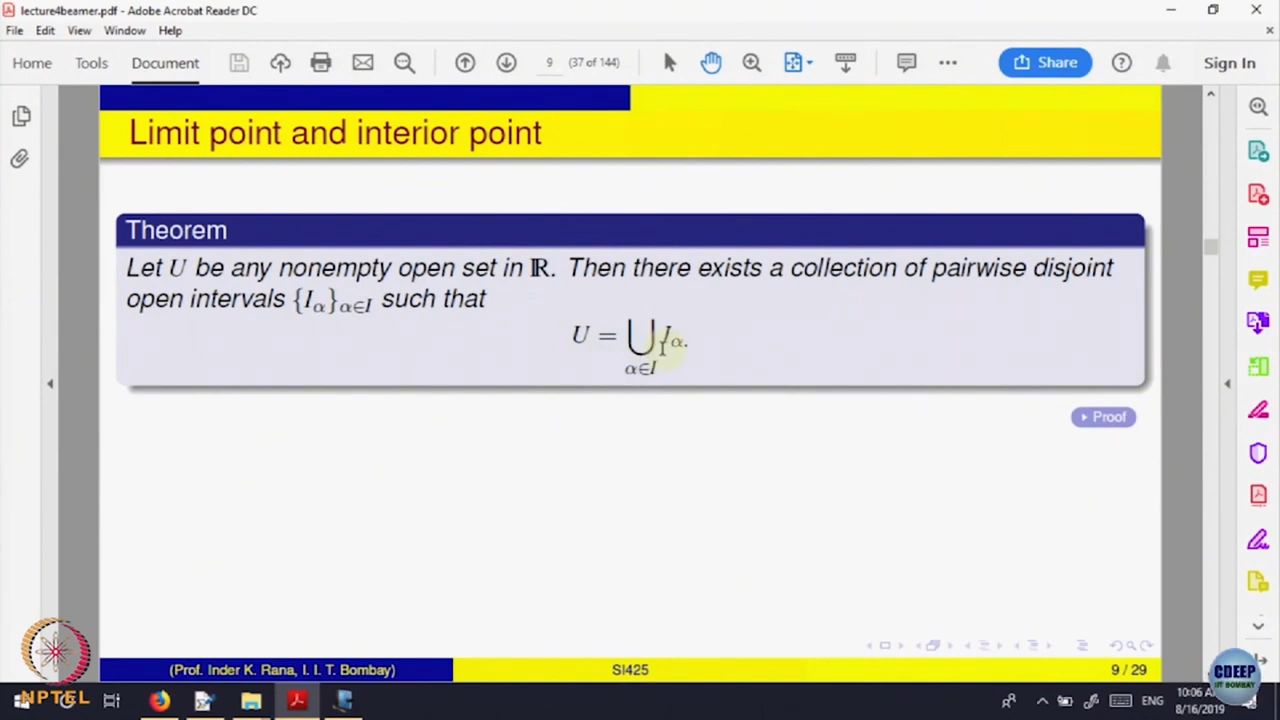 lecture4beamer.pdf - Adobe Acrobat Reader DC
File Edit View Window Help
Home Tools Document 9 (37 of 144) Share Sign In
Limit point and interior point
Theorem
Let U be any nonempty open set in ℝ. Then there exists a collection of pairwise disjoint
open intervals {I_α}_{α∈I} such that
U = ⋃_{α∈I} I_α.
Proof
(Prof. Inder K. Rana, I. I. T. Bombay) SI425 9 / 29
NPTEL
CDEEP
IIT BOMBAY
ENG
10:06
8/16/2019